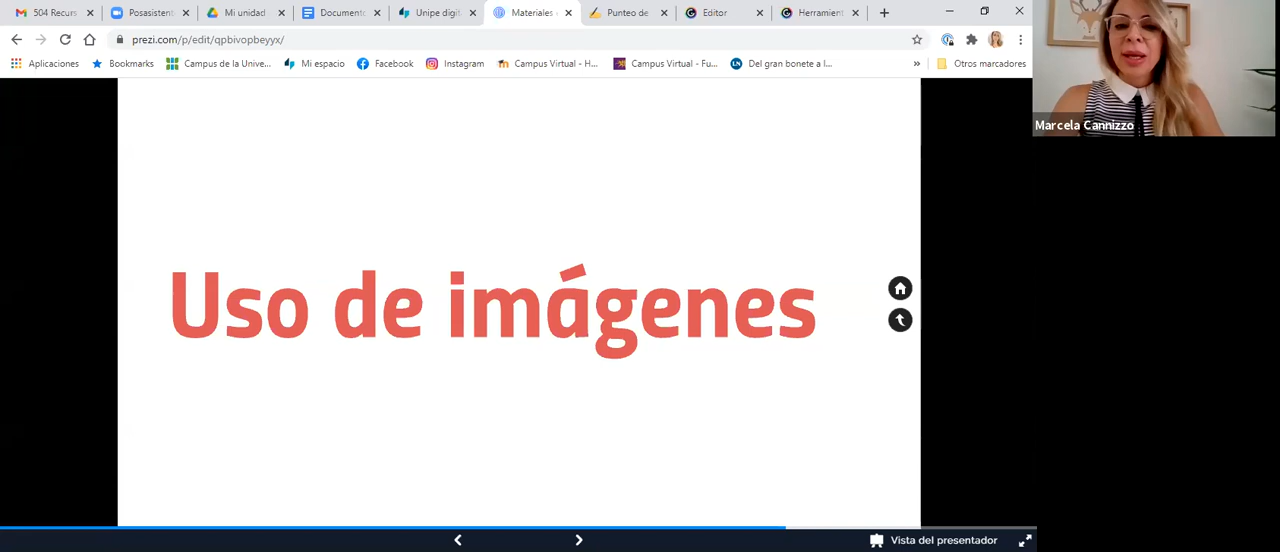 504 Recurs
Posasistent
Mi unidad
Documento
Unipe digit
Materiales
Punteo de
Editor
Herramient
prezi.com/p/edit/qpbivopbeyyx/
Aplicaciones
Bookmarks
Campus de la Unive...
Mi espacio
Facebook
Instagram
Campus Virtual - H...
Campus Virtual - Fu...
LN
Del gran bonete a l...
»
Otros marcadores
Marcela Cannizzo
Uso de imágenes
Vista del presentador